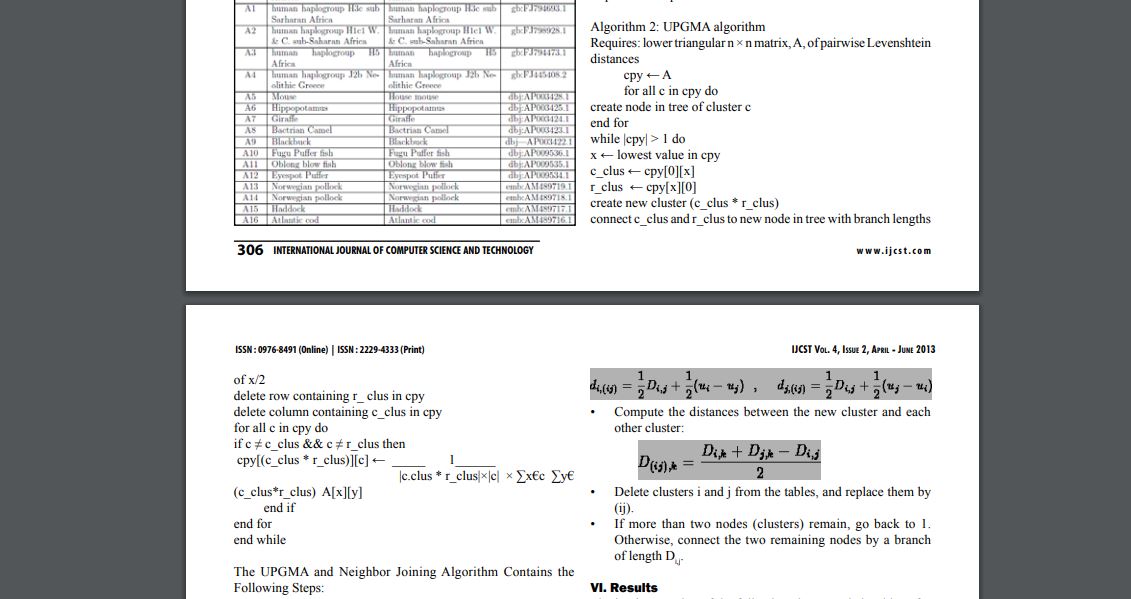 A1 human haplogroup H3c sub human haplogroup H3c sub gb:FJ794693.1
Sarharan Africa Sarharan Africa
A2 human haplogroup H1c1 W. human haplogroup H1c1 W. gb:FJ798928.1
& C. sub-Saharan Africa & C. sub-Saharan Africa
A3 human haplogroup H5 human haplogroup H5 gb:FJ794473.1
Africa Africa
A4 human haplogroup J2b Ne- human haplogroup J2b Ne- gb:FJ445408.2
olithic Greece olithic Greece
A5 Mouse House mouse dbj:AP003428.1
A6 Hippopotamus Hippopotamus dbj:AP003425.1
A7 Giraffe Giraffe dbj:AP003424.1
A8 Bactrian Camel Bactrian Camel dbj:AP003423.1
A9 Blackbuck Blackbuck dbj—AP003422.1
A10 Fugu Puffer fish Fugu Puffer fish dbj:AP009536.1
A11 Oblong blow fish Oblong blow fish dbj:AP009535.1
A12 Eyespot Puffer Eyespot Puffer dbj:AP009534.1
A13 Norwegian pollock Norwegian pollock emb:AM489719.1
A14 Norwegian pollock Norwegian pollock emb:AM489718.1
A15 Haddock Haddock emb:AM489717.1
A16 Atlantic cod Atlantic cod emb:AM489716.1
Algorithm 2: UPGMA algorithm
Requires: lower triangular n × n matrix, A, of pairwise Levenshtein
distances
cpy ← A
for all c in cpy do
create node in tree of cluster c
end for
while |cpy| > 1 do
x ← lowest value in cpy
c_clus ← cpy[0][x]
r_clus ← cpy[x][0]
create new cluster (c_clus * r_clus)
connect c_clus and r_clus to new node in tree with branch lengths
306 INTERNATIONAL JOURNAL OF COMPUTER SCIENCE AND TECHNOLOGY
www.ijcst.com
ISSN : 0976-8491 (Online) | ISSN : 2229-4333 (Print)
IJCST VOL. 4, ISSUE 2, APRIL - JUNE 2013
of x/2
delete row containing r_ clus in cpy
delete column containing c_clus in cpy
for all c in cpy do
if c ≠ c_clus && c ≠ r_clus then
cpy[(c_clus * r_clus)][c] ← _____ 1______
|c.clus * r_clus|×|c| × ∑x€c ∑y€
(c_clus*r_clus) A[x][y]
end if
end for
end while
The UPGMA and Neighbor Joining Algorithm Contains the
Following Steps:
d_{i,(ij)} = 1/2 D_{i,j} + 1/2 (u_i − u_j) , d_{j,(ij)} = 1/2 D_{i,j} + 1/2 (u_j − u_i)
• Compute the distances between the new cluster and each
other cluster:
D_{(ij),k} = (D_{i,k} + D_{j,k} − D_{i,j}) / 2
• Delete clusters i and j from the tables, and replace them by
(ij).
• If more than two nodes (clusters) remain, go back to 1.
Otherwise, connect the two remaining nodes by a branch
of length D_{i,j}.
VI. Results